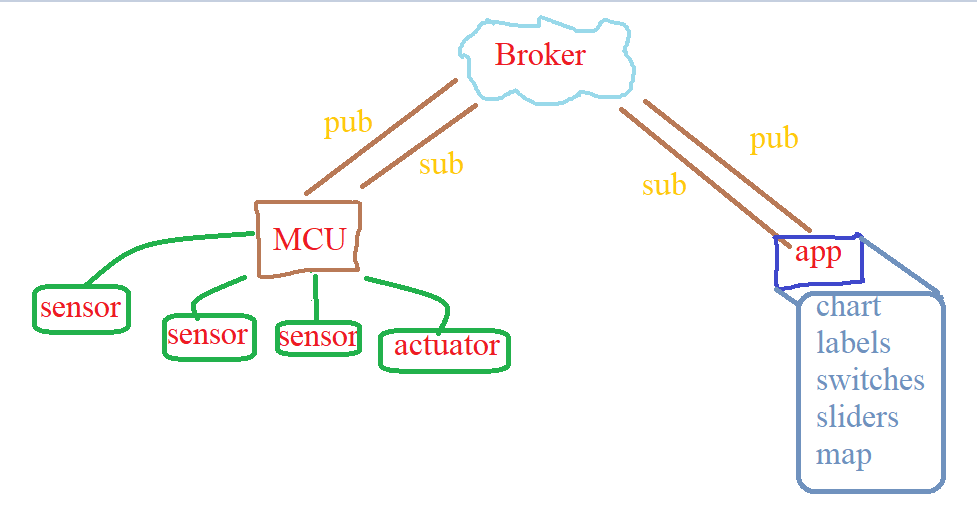 Broker
pub
sub
pub
sub
MCU
app
sensor
sensor
sensor
actuator
chart
labels
switches
sliders
map